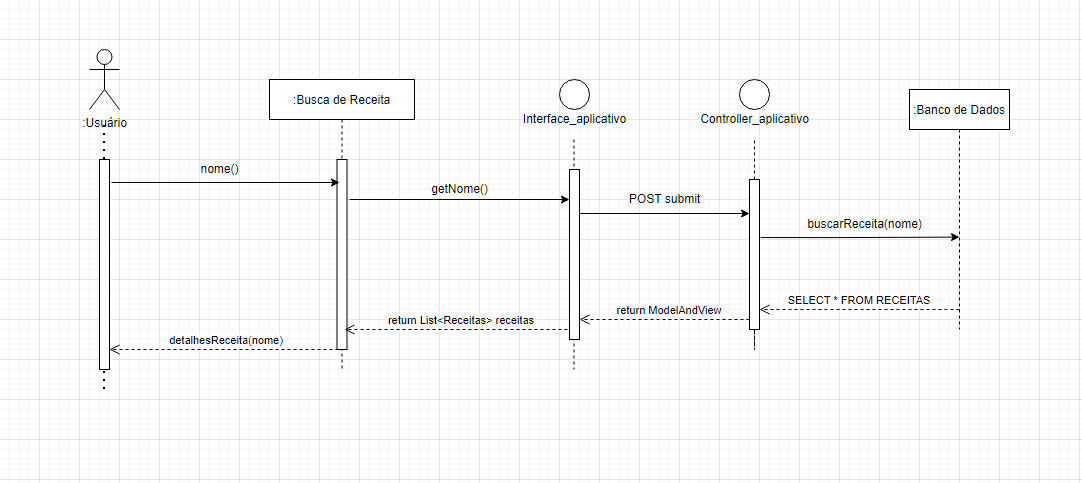 :Usuário
:Busca de Receita
Interface_aplicativo
Controller_aplicativo
:Banco de Dados
nome()
getNome()
POST submit
buscarReceita(nome)
SELECT * FROM RECEITAS
return ModelAndView
return List<Receitas> receitas
detalhesReceita(nome)